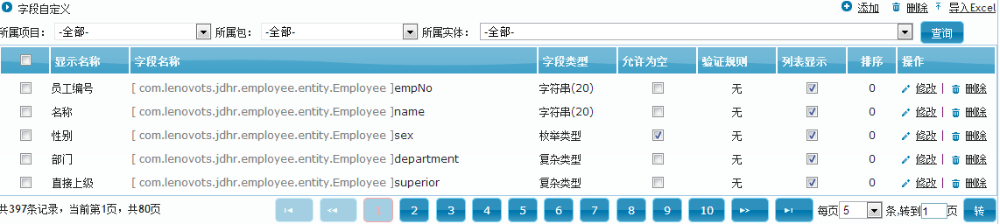 字段自定义 添加 删除 导入Excel
所属项目： -全部- 所属包： -全部- 所属实体： -全部- 查询
显示名称 字段名称 字段类型 允许为空 验证规则 列表显示 排序 操作
员工编号 [ com.lenovots.jdhr.employee.entity.Employee ]empNo 字符串(20) 无 0 修改 | 删除
名称 [ com.lenovots.jdhr.employee.entity.Employee ]name 字符串(20) 无 0 修改 | 删除
性别 [ com.lenovots.jdhr.employee.entity.Employee ]sex 枚举类型 无 0 修改 | 删除
部门 [ com.lenovots.jdhr.employee.entity.Employee ]department 复杂类型 无 0 修改 | 删除
直接上级 [ com.lenovots.jdhr.employee.entity.Employee ]superior 复杂类型 无 0 修改 | 删除
共397条记录，当前第1页，共80页 1 2 3 4 5 6 7 8 9 10 每页 5 条,转到 1 页 转